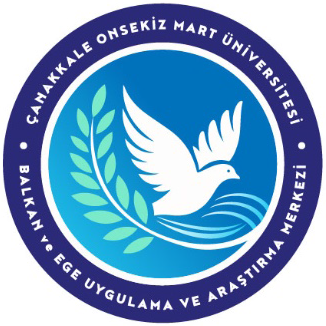 ÇANAKKALE ONSEKİZ MART ÜNİVERSİTESİ
BALKAN ve EGE UYGULAMA VE ARAŞTIRMA MERKEZİ